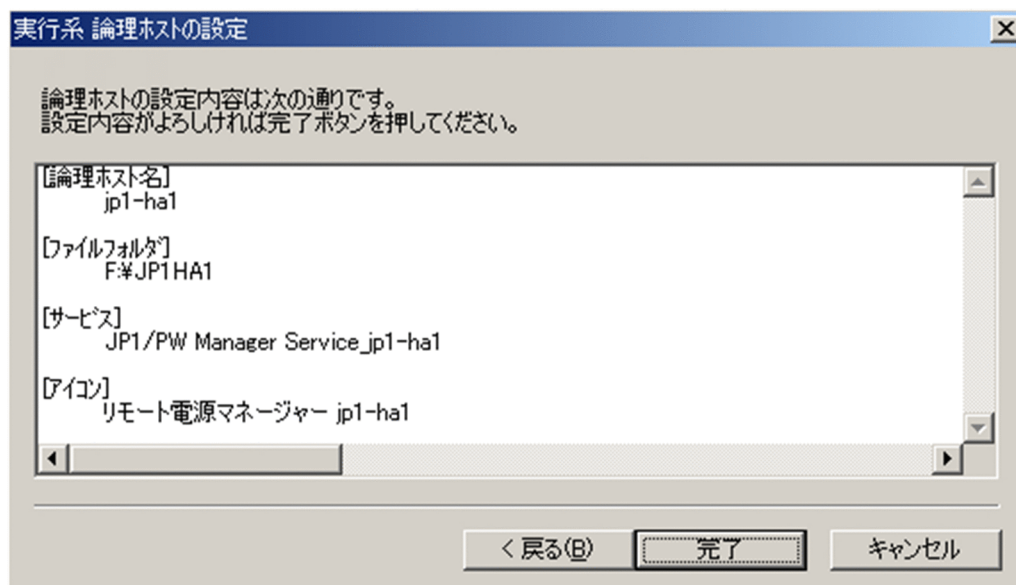 実行系 論理ホストの設定
論理ホストの設定内容は次の通りです。
設定内容がよろしければ完了ボタンを押してください。
[論理ホスト名]
jp1-ha1
[ファイルフォルダ]
F:¥JP1HA1
[サービス]
JP1/PW Manager Service_jp1-ha1
[アイコン]
リモート電源マネージャー jp1-ha1
< 戻る(B)
完了
キャンセル